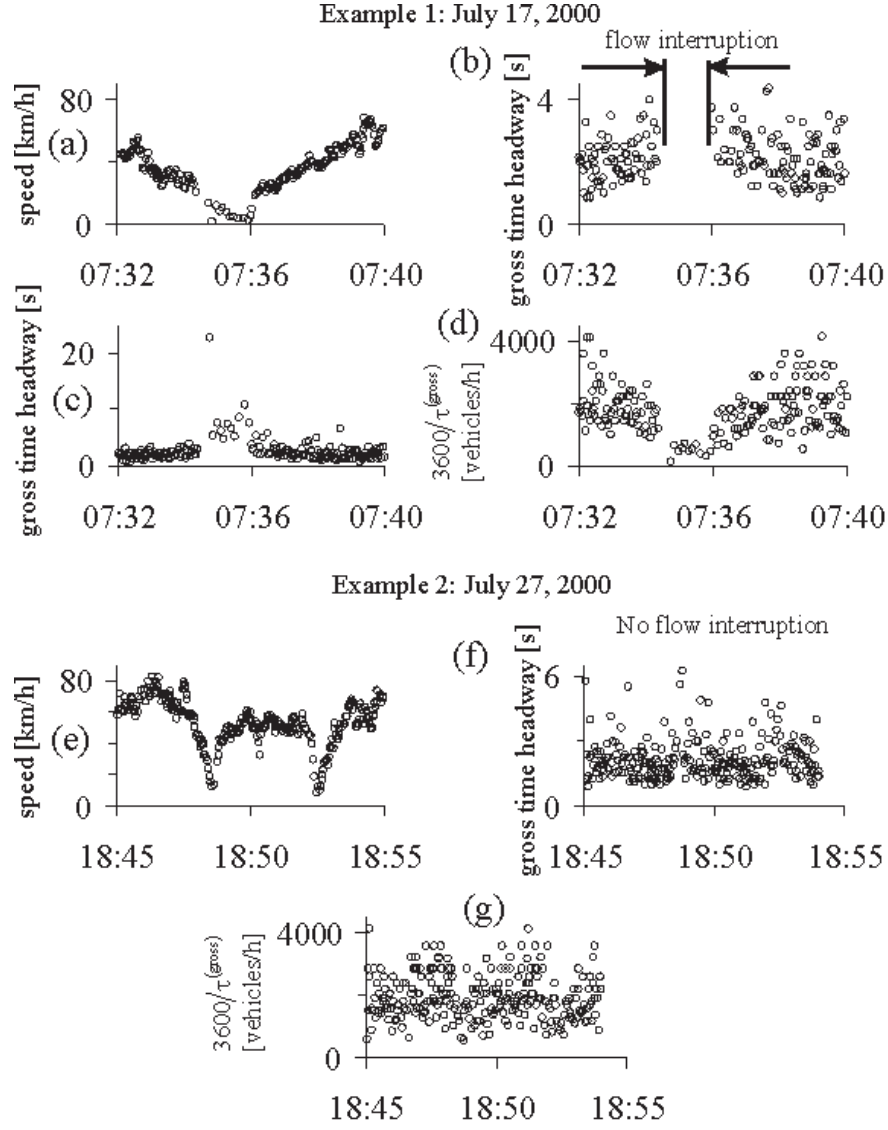 Example 1: July 17, 2000
(a)
speed [km/h]
80
0
07:32 07:36 07:40
(b)
flow interruption
gross time headway [s]
4
0
07:32 07:36 07:40
(c)
gross time headway [s]
20
0
07:32 07:36 07:40
(d)
3600/τ(gross)
[vehicles/h]
4000
0
07:32 07:36 07:40
Example 2: July 27, 2000
(e)
speed [km/h]
80
0
18:45 18:50 18:55
(f)
No flow interruption
gross time headway [s]
6
0
18:45 18:50 18:55
(g)
3600/τ(gross)
[vehicles/h]
4000
0
18:45 18:50 18:55